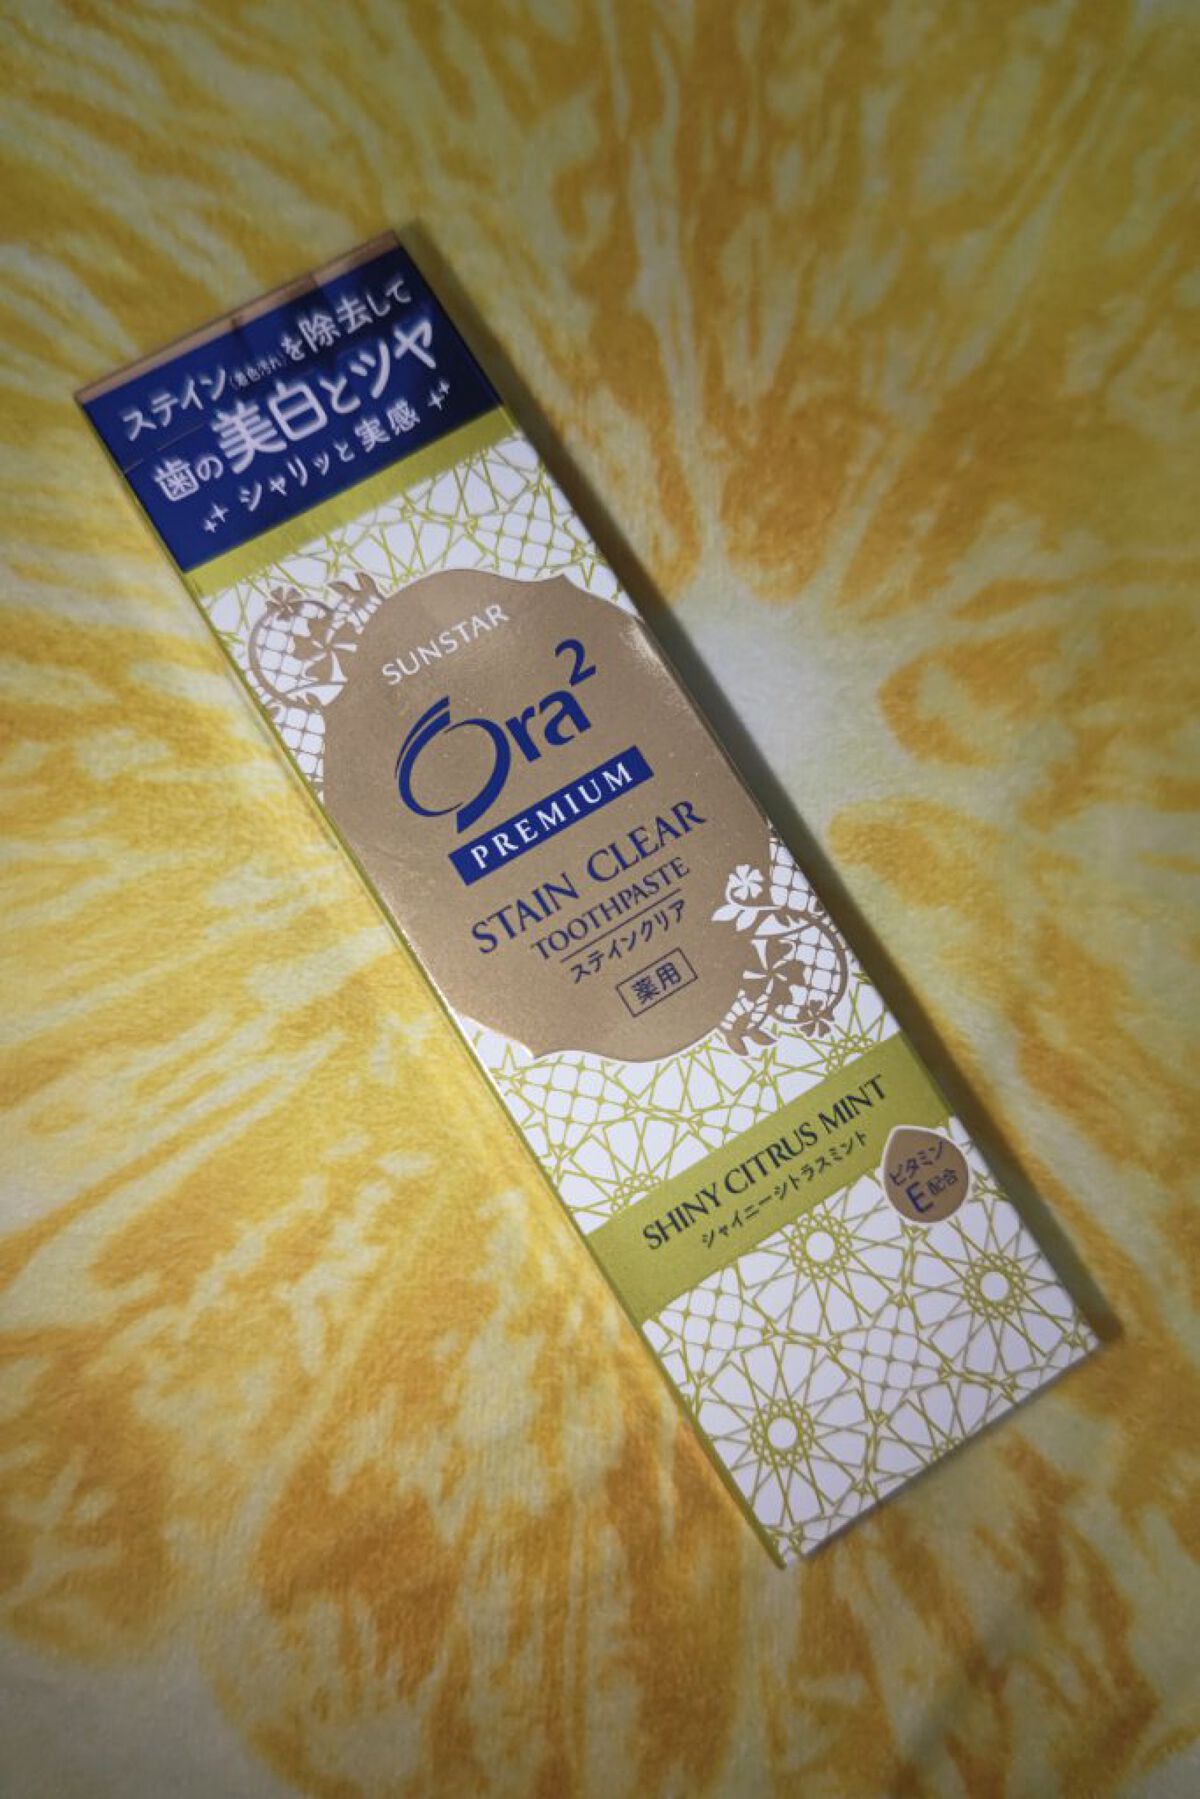 ステイン(着色汚れ)を除去して
歯の美白とツヤ
シャリッと実感
SUNSTAR
Ora²
PREMIUM
STAIN CLEAR
TOOTHPASTE
ステインクリア
薬用
SHINY CITRUS MINT
シャイニーシトラスミント
ビタミン
E配合